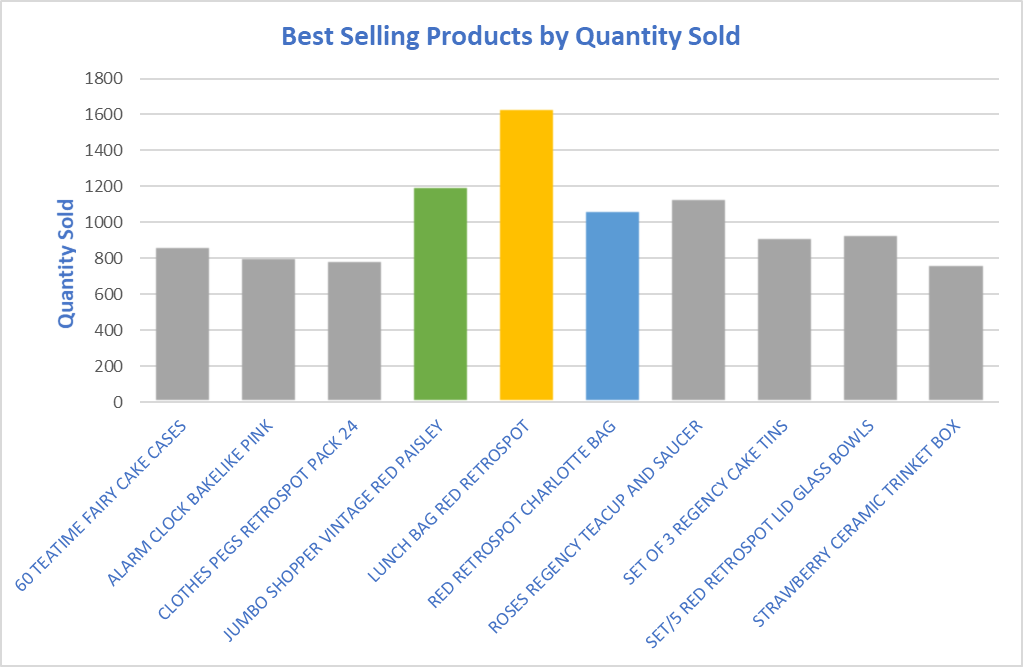 Best Selling Products by Quantity Sold
Quantity Sold
1800
1600
1400
1200
1000
800
600
400
200
0
60 TEATIME FAIRY CAKE CASES
ALARM CLOCK BAKELIKE PINK
CLOTHES PEGS RETROSPOT PACK 24
JUMBO SHOPPER VINTAGE RED PAISLEY
LUNCH BAG RED RETROSPOT
RED RETROSPOT CHARLOTTE BAG
ROSES REGENCY TEACUP AND SAUCER
SET OF 3 REGENCY CAKE TINS
SET/5 RED RETROSPOT LID GLASS BOWLS
STRAWBERRY CERAMIC TRINKET BOX